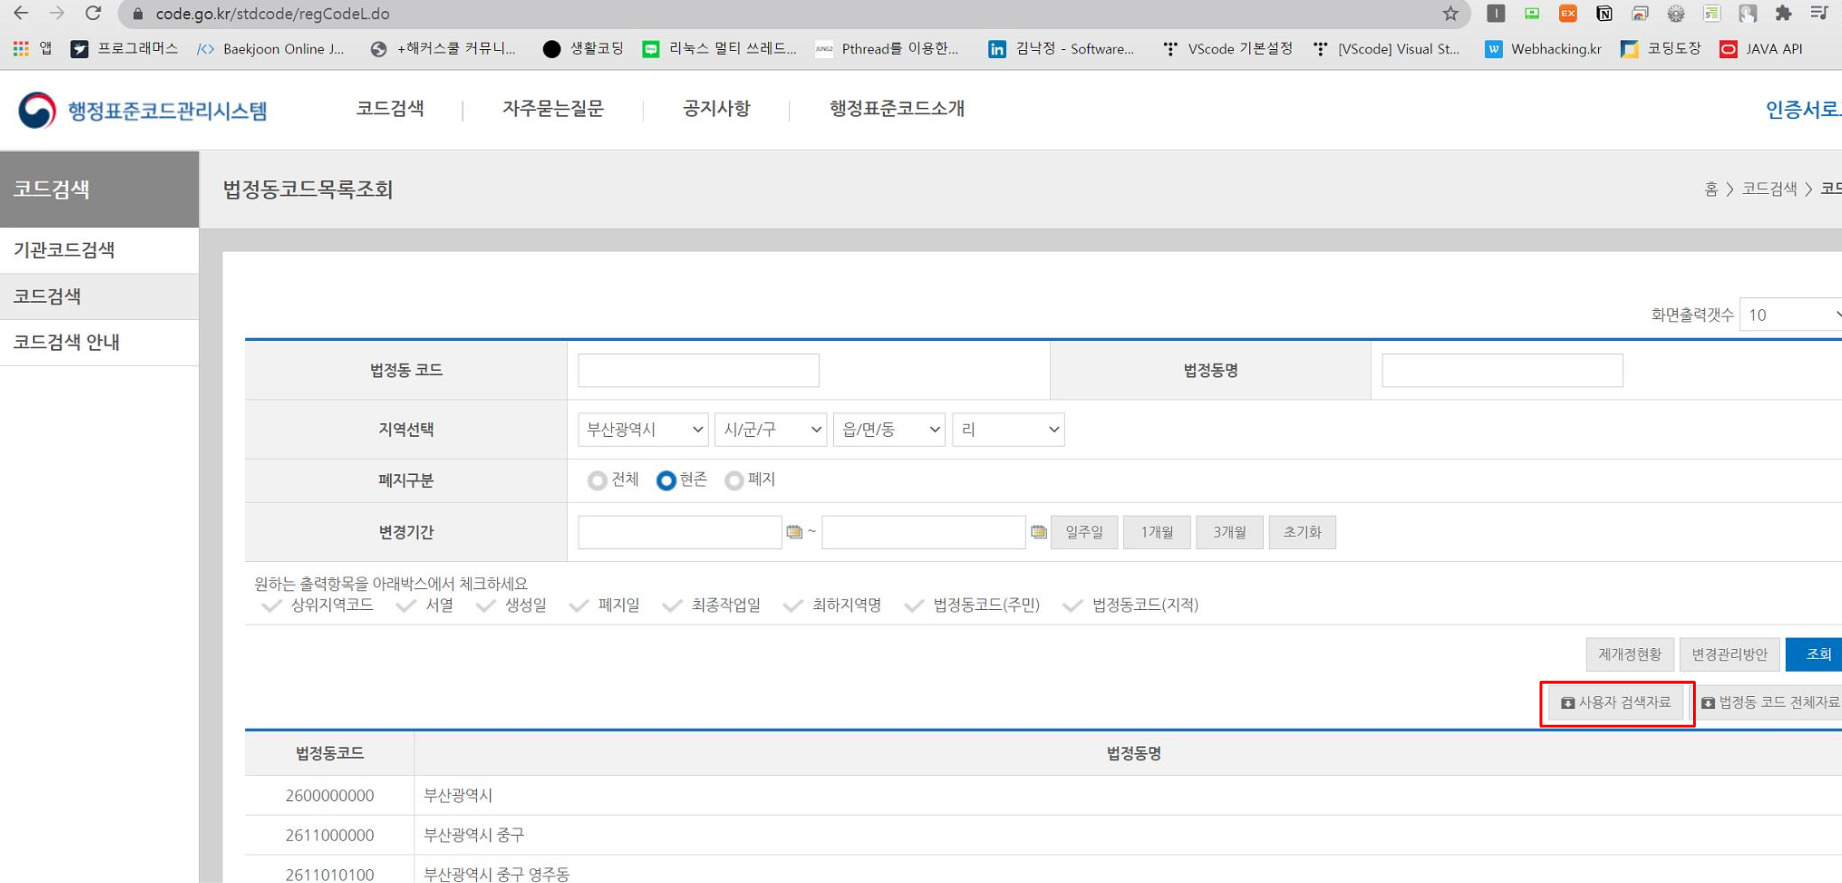 code.go.kr/stdcode/regCodeL.do
앱 프로그래머스 Baekjoon Online J... +해커스쿨 커뮤니... 생활코딩 리눅스 멀티 쓰레드... Pthread를 이용한... 김낙정 - Software... VScode 기본설정 [VScode] Visual St... Webhacking.kr 코딩도장 JAVA API
행정표준코드관리시스템 코드검색 자주묻는질문 공지사항 행정표준코드소개 인증서로
코드검색 법정동코드목록조회 홈 > 코드검색 > 코드
기관코드검색
코드검색
코드검색 안내
화면출력갯수 10
법정동 코드 법정동명
지역선택 부산광역시 시/군/구 읍/면/동 리
폐지구분 전체 현존 폐지
변경기간 ~ 일주일 1개월 3개월 초기화
원하는 출력항목을 아래박스에서 체크하세요
상위지역코드 서열 생성일 폐지일 최종작업일 최하지역명 법정동코드(주민) 법정동코드(지적)
제개정현황 변경관리방안 조회
사용자 검색자료 법정동 코드 전체자료
법정동코드 법정동명
2600000000 부산광역시
2611000000 부산광역시 중구
2611010100 부산광역시 중구 영주동